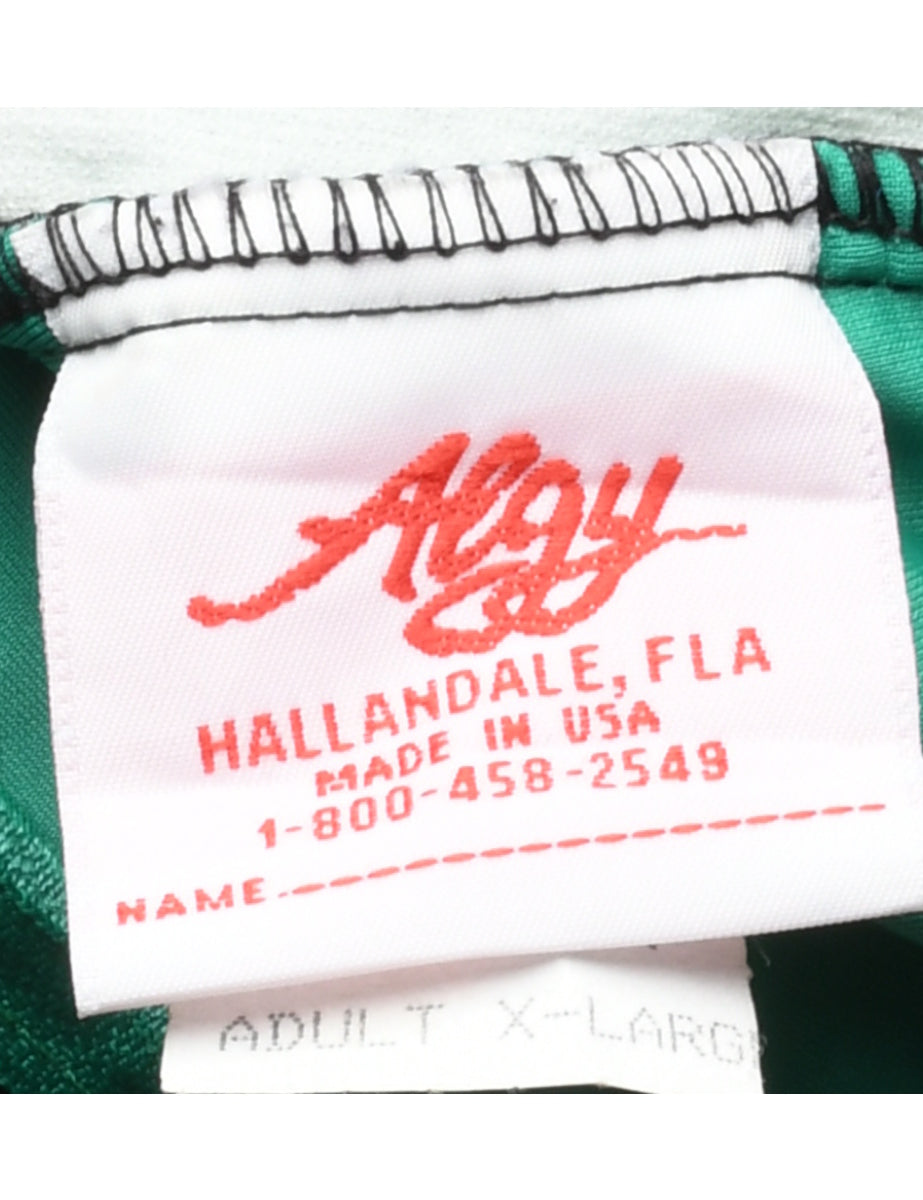 Algy
HALLANDALE, FLA
MADE IN USA
1-800-458-2549
NAME
ADULT X-LARG